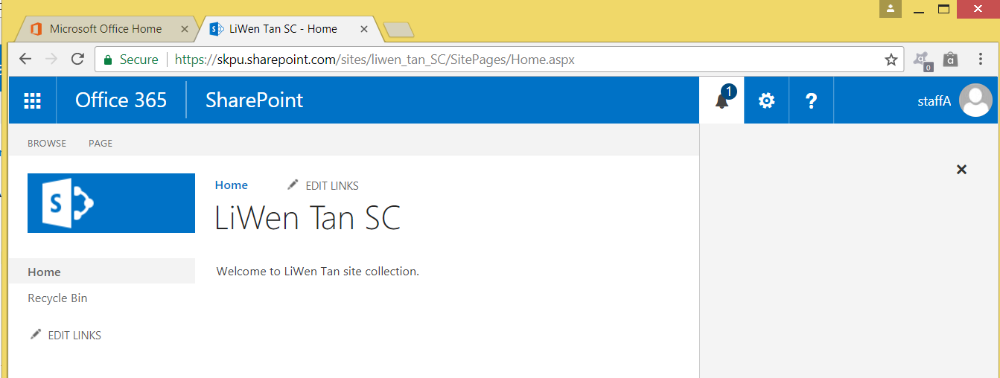 Microsoft Office Home
LiWen Tan SC - Home
Secure https://skpu.sharepoint.com/sites/liwen_tan_SC/SitePages/Home.aspx
0
a
Office 365 SharePoint 1 ? staffA
BROWSE PAGE
S
Home EDIT LINKS
LiWen Tan SC
Home
Welcome to LiWen Tan site collection.
Recycle Bin
EDIT LINKS